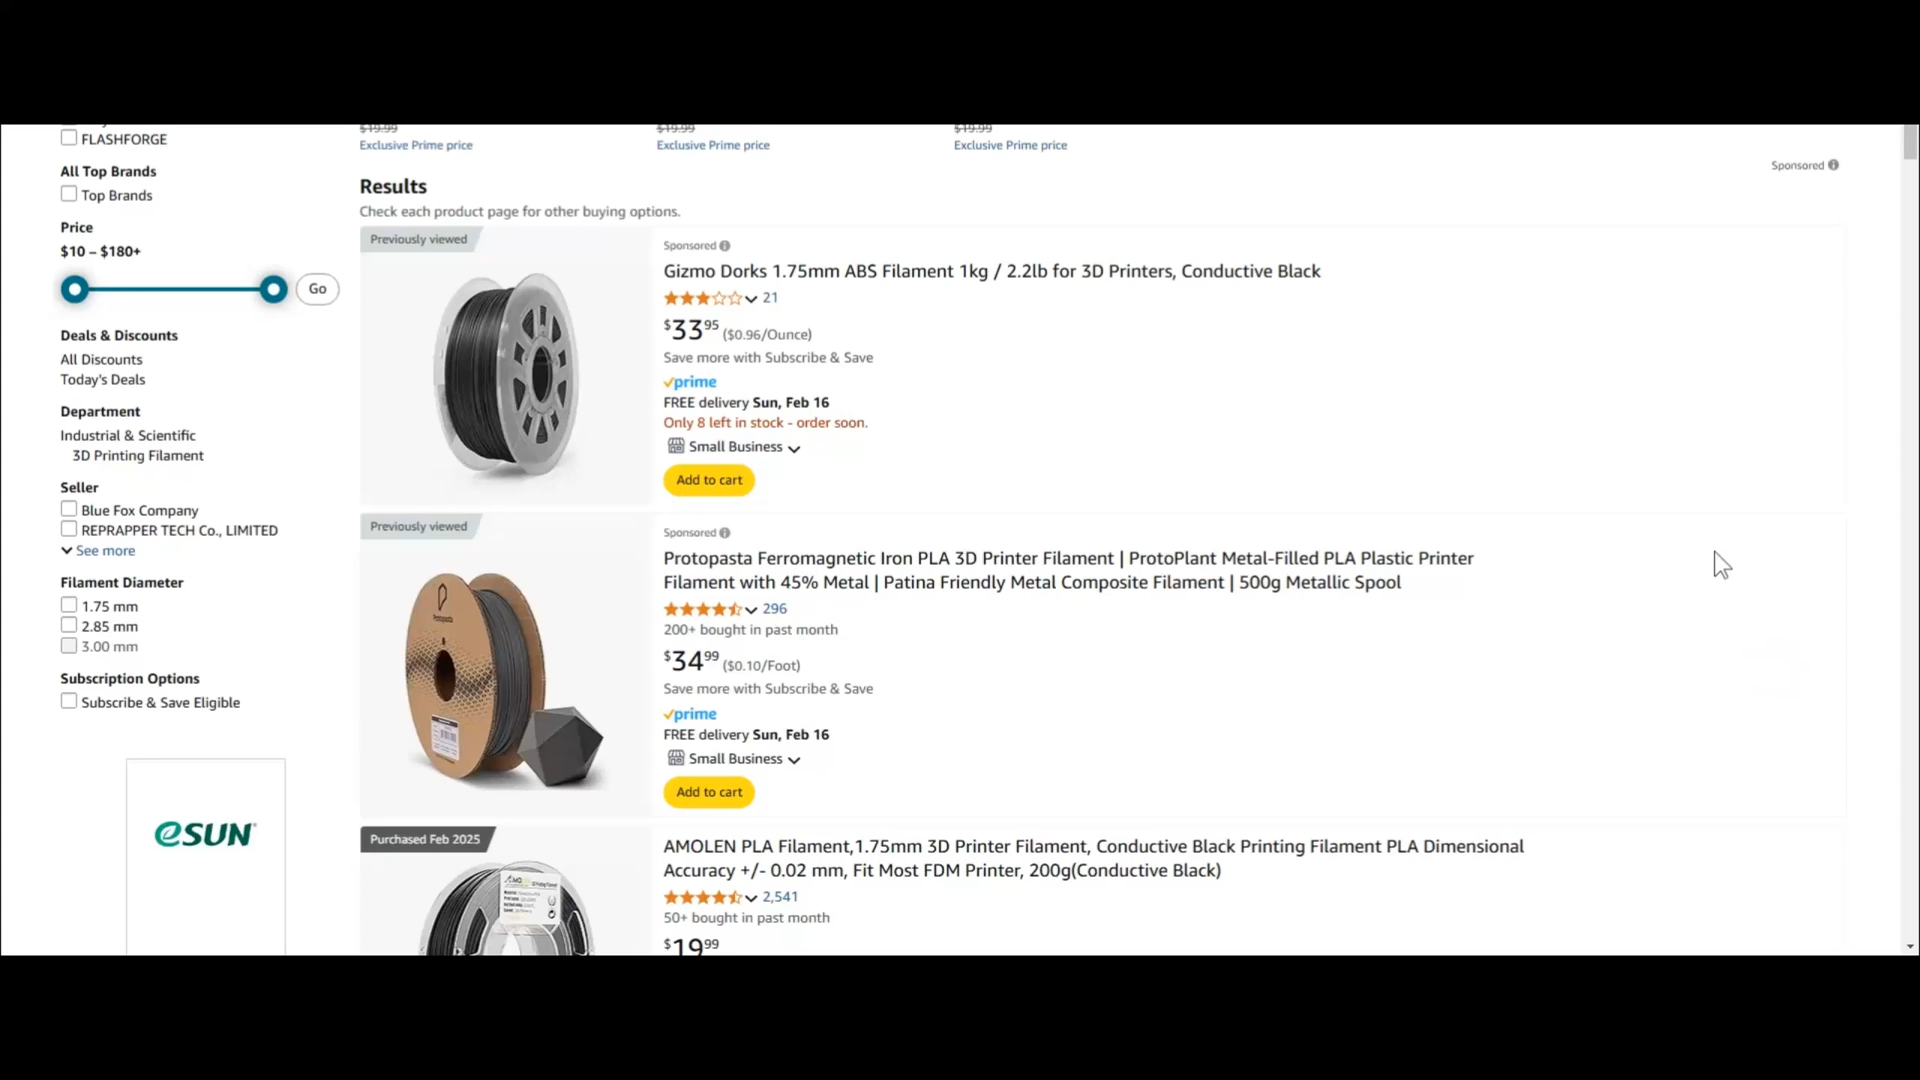 $19.99
$19.99
$19.99
FLASHFORGE
Exclusive Prime price
Exclusive Prime price
Exclusive Prime price
Sponsored
All Top Brands
Top Brands
Price
$10 – $180+
Go
Deals & Discounts
All Discounts
Today's Deals
Department
Industrial & Scientific
3D Printing Filament
Seller
Blue Fox Company
REPRAPPER TECH Co., LIMITED
See more
Filament Diameter
1.75 mm
2.85 mm
3.00 mm
Subscription Options
Subscribe & Save Eligible
eSUN
Results
Check each product page for other buying options.
Previously viewed
Sponsored
Gizmo Dorks 1.75mm ABS Filament 1kg / 2.2lb for 3D Printers, Conductive Black
21
$33.95 ($0.96/Ounce)
Save more with Subscribe & Save
prime
FREE delivery Sun, Feb 16
Only 8 left in stock - order soon.
Small Business
Add to cart
Previously viewed
Sponsored
Protopasta Ferromagnetic Iron PLA 3D Printer Filament | ProtoPlant Metal-Filled PLA Plastic Printer
Filament with 45% Metal | Patina Friendly Metal Composite Filament | 500g Metallic Spool
296
200+ bought in past month
$34.99 ($0.10/Foot)
Save more with Subscribe & Save
prime
FREE delivery Sun, Feb 16
Small Business
Add to cart
Purchased Feb 2025
AMOLEN PLA Filament,1.75mm 3D Printer Filament, Conductive Black Printing Filament PLA Dimensional
Accuracy +/- 0.02 mm, Fit Most FDM Printer, 200g(Conductive Black)
2,541
50+ bought in past month
$19.99